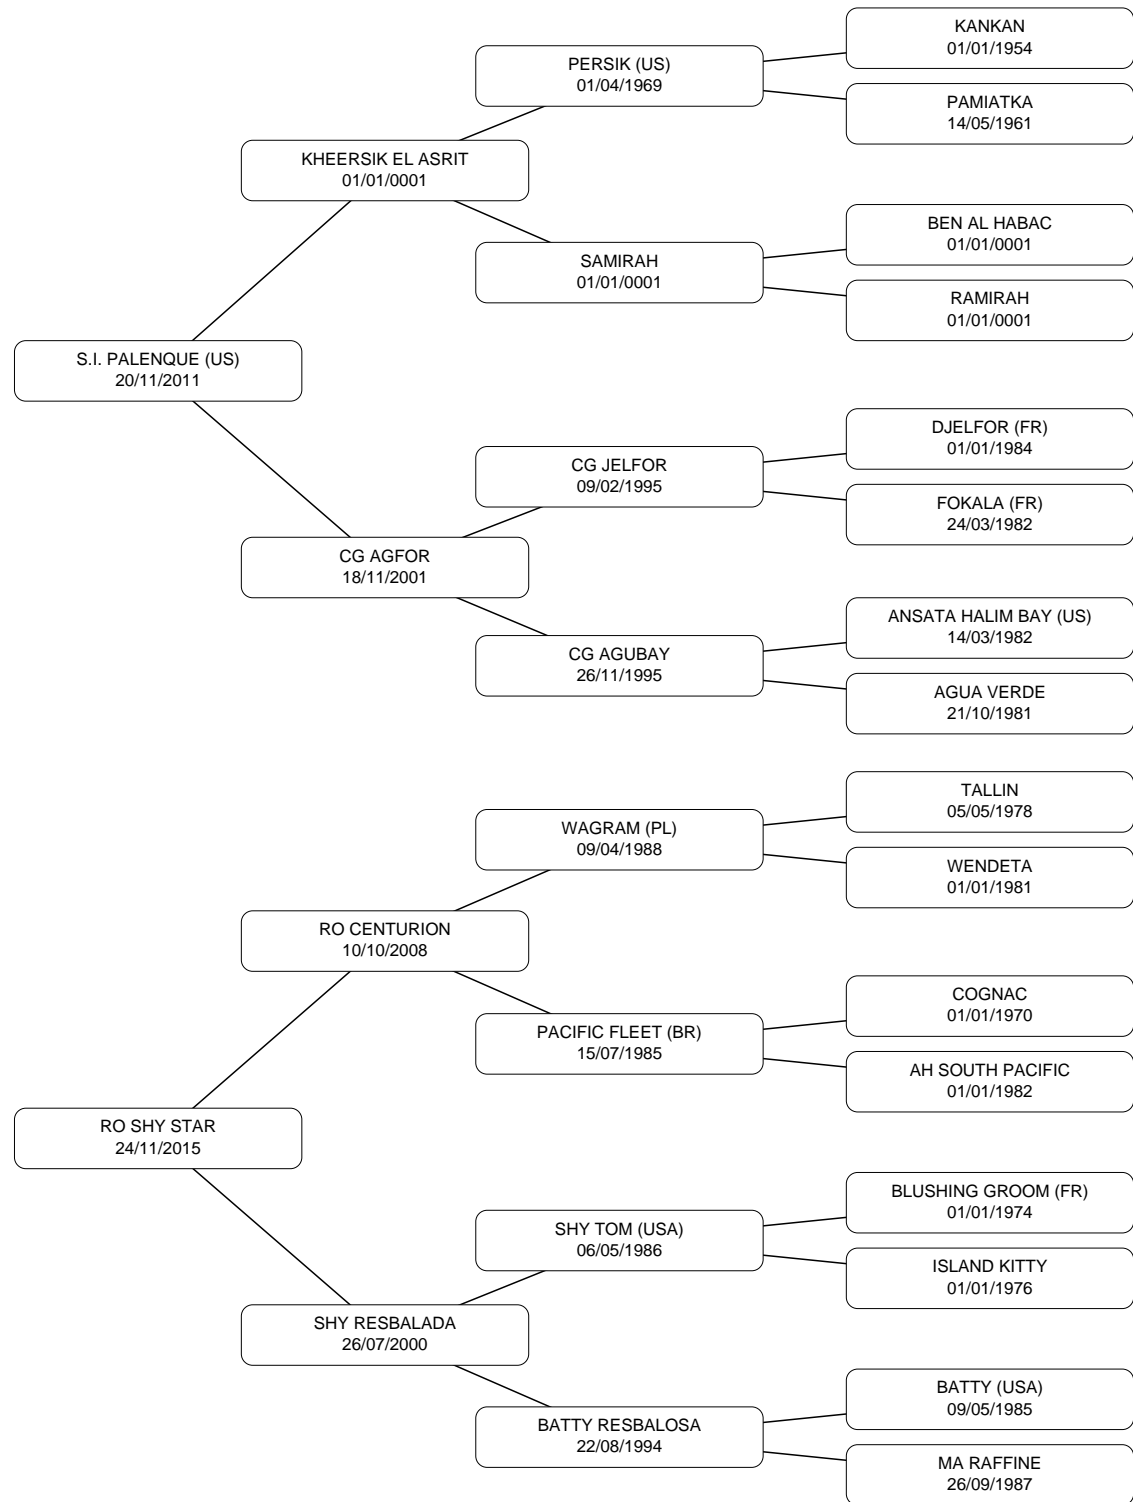 KANKAN
01/01/1954
PERSIK (US)
01/04/1969
PAMIATKA
14/05/1961
KHEERSIK EL ASRIT
01/01/0001
BEN AL HABAC
01/01/0001
SAMIRAH
01/01/0001
RAMIRAH
01/01/0001
S.I. PALENQUE (US)
20/11/2011
DJELFOR (FR)
01/01/1984
CG JELFOR
09/02/1995
FOKALA (FR)
24/03/1982
CG AGFOR
18/11/2001
ANSATA HALIM BAY (US)
14/03/1982
CG AGUBAY
26/11/1995
AGUA VERDE
21/10/1981
TALLIN
05/05/1978
WAGRAM (PL)
09/04/1988
WENDETA
01/01/1981
RO CENTURION
10/10/2008
COGNAC
01/01/1970
PACIFIC FLEET (BR)
15/07/1985
AH SOUTH PACIFIC
01/01/1982
RO SHY STAR
24/11/2015
BLUSHING GROOM (FR)
01/01/1974
SHY TOM (USA)
06/05/1986
ISLAND KITTY
01/01/1976
SHY RESBALADA
26/07/2000
BATTY (USA)
09/05/1985
BATTY RESBALOSA
22/08/1994
MA RAFFINE
26/09/1987